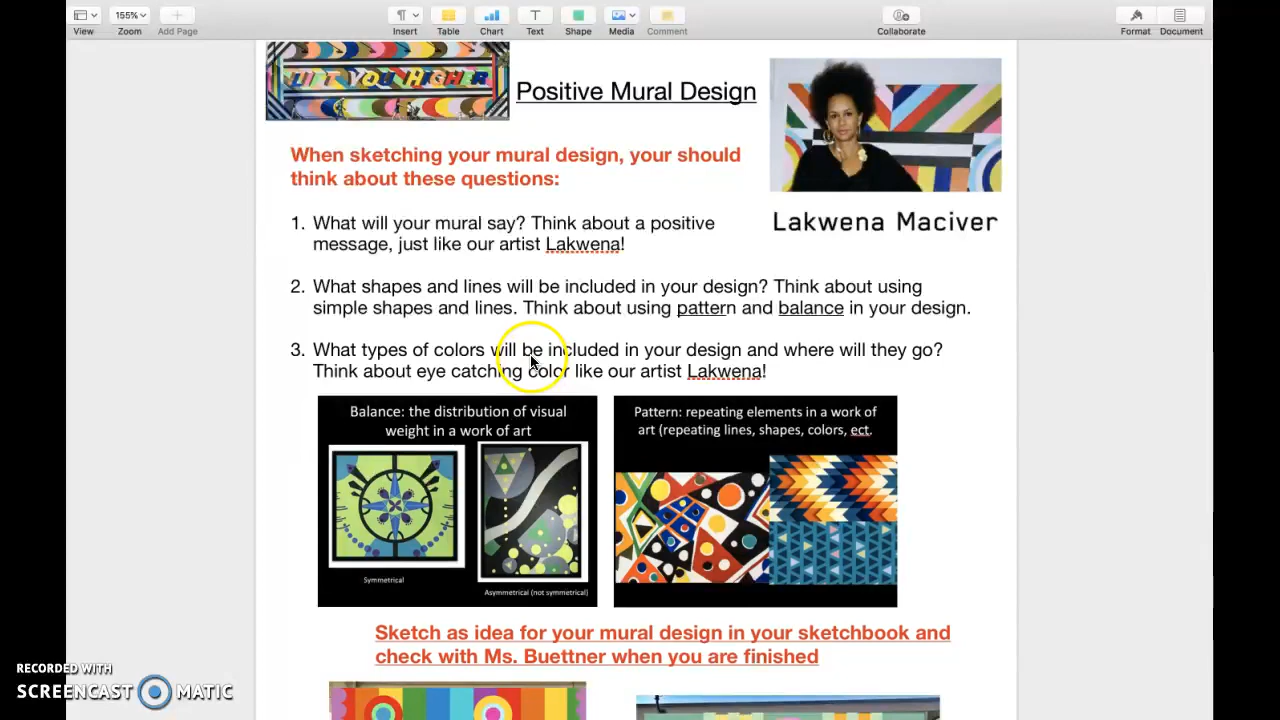 155%
View
Zoom
Add Page
Insert
Table
Chart
Text
Shape
Media
Comment
Collaborate
Format
Document
LIFT YOU HIGHER
Positive Mural Design
When sketching your mural design, your should
think about these questions:
Lakwena Maciver
1. What will your mural say? Think about a positive
message, just like our artist Lakwena!
2. What shapes and lines will be included in your design? Think about using
simple shapes and lines. Think about using pattern and balance in your design.
3. What types of colors will be included in your design and where will they go?
Think about eye catching color like our artist Lakwena!
Balance: the distribution of visual
weight in a work of art
Symmetrical
Asymmetrical (not symmetrical)
Pattern: repeating elements in a work of
art (repeating lines, shapes, colors, ect.
Sketch as idea for your mural design in your sketchbook and
check with Ms. Buettner when you are finished
RECORDED WITH
SCREENCAST MATIC